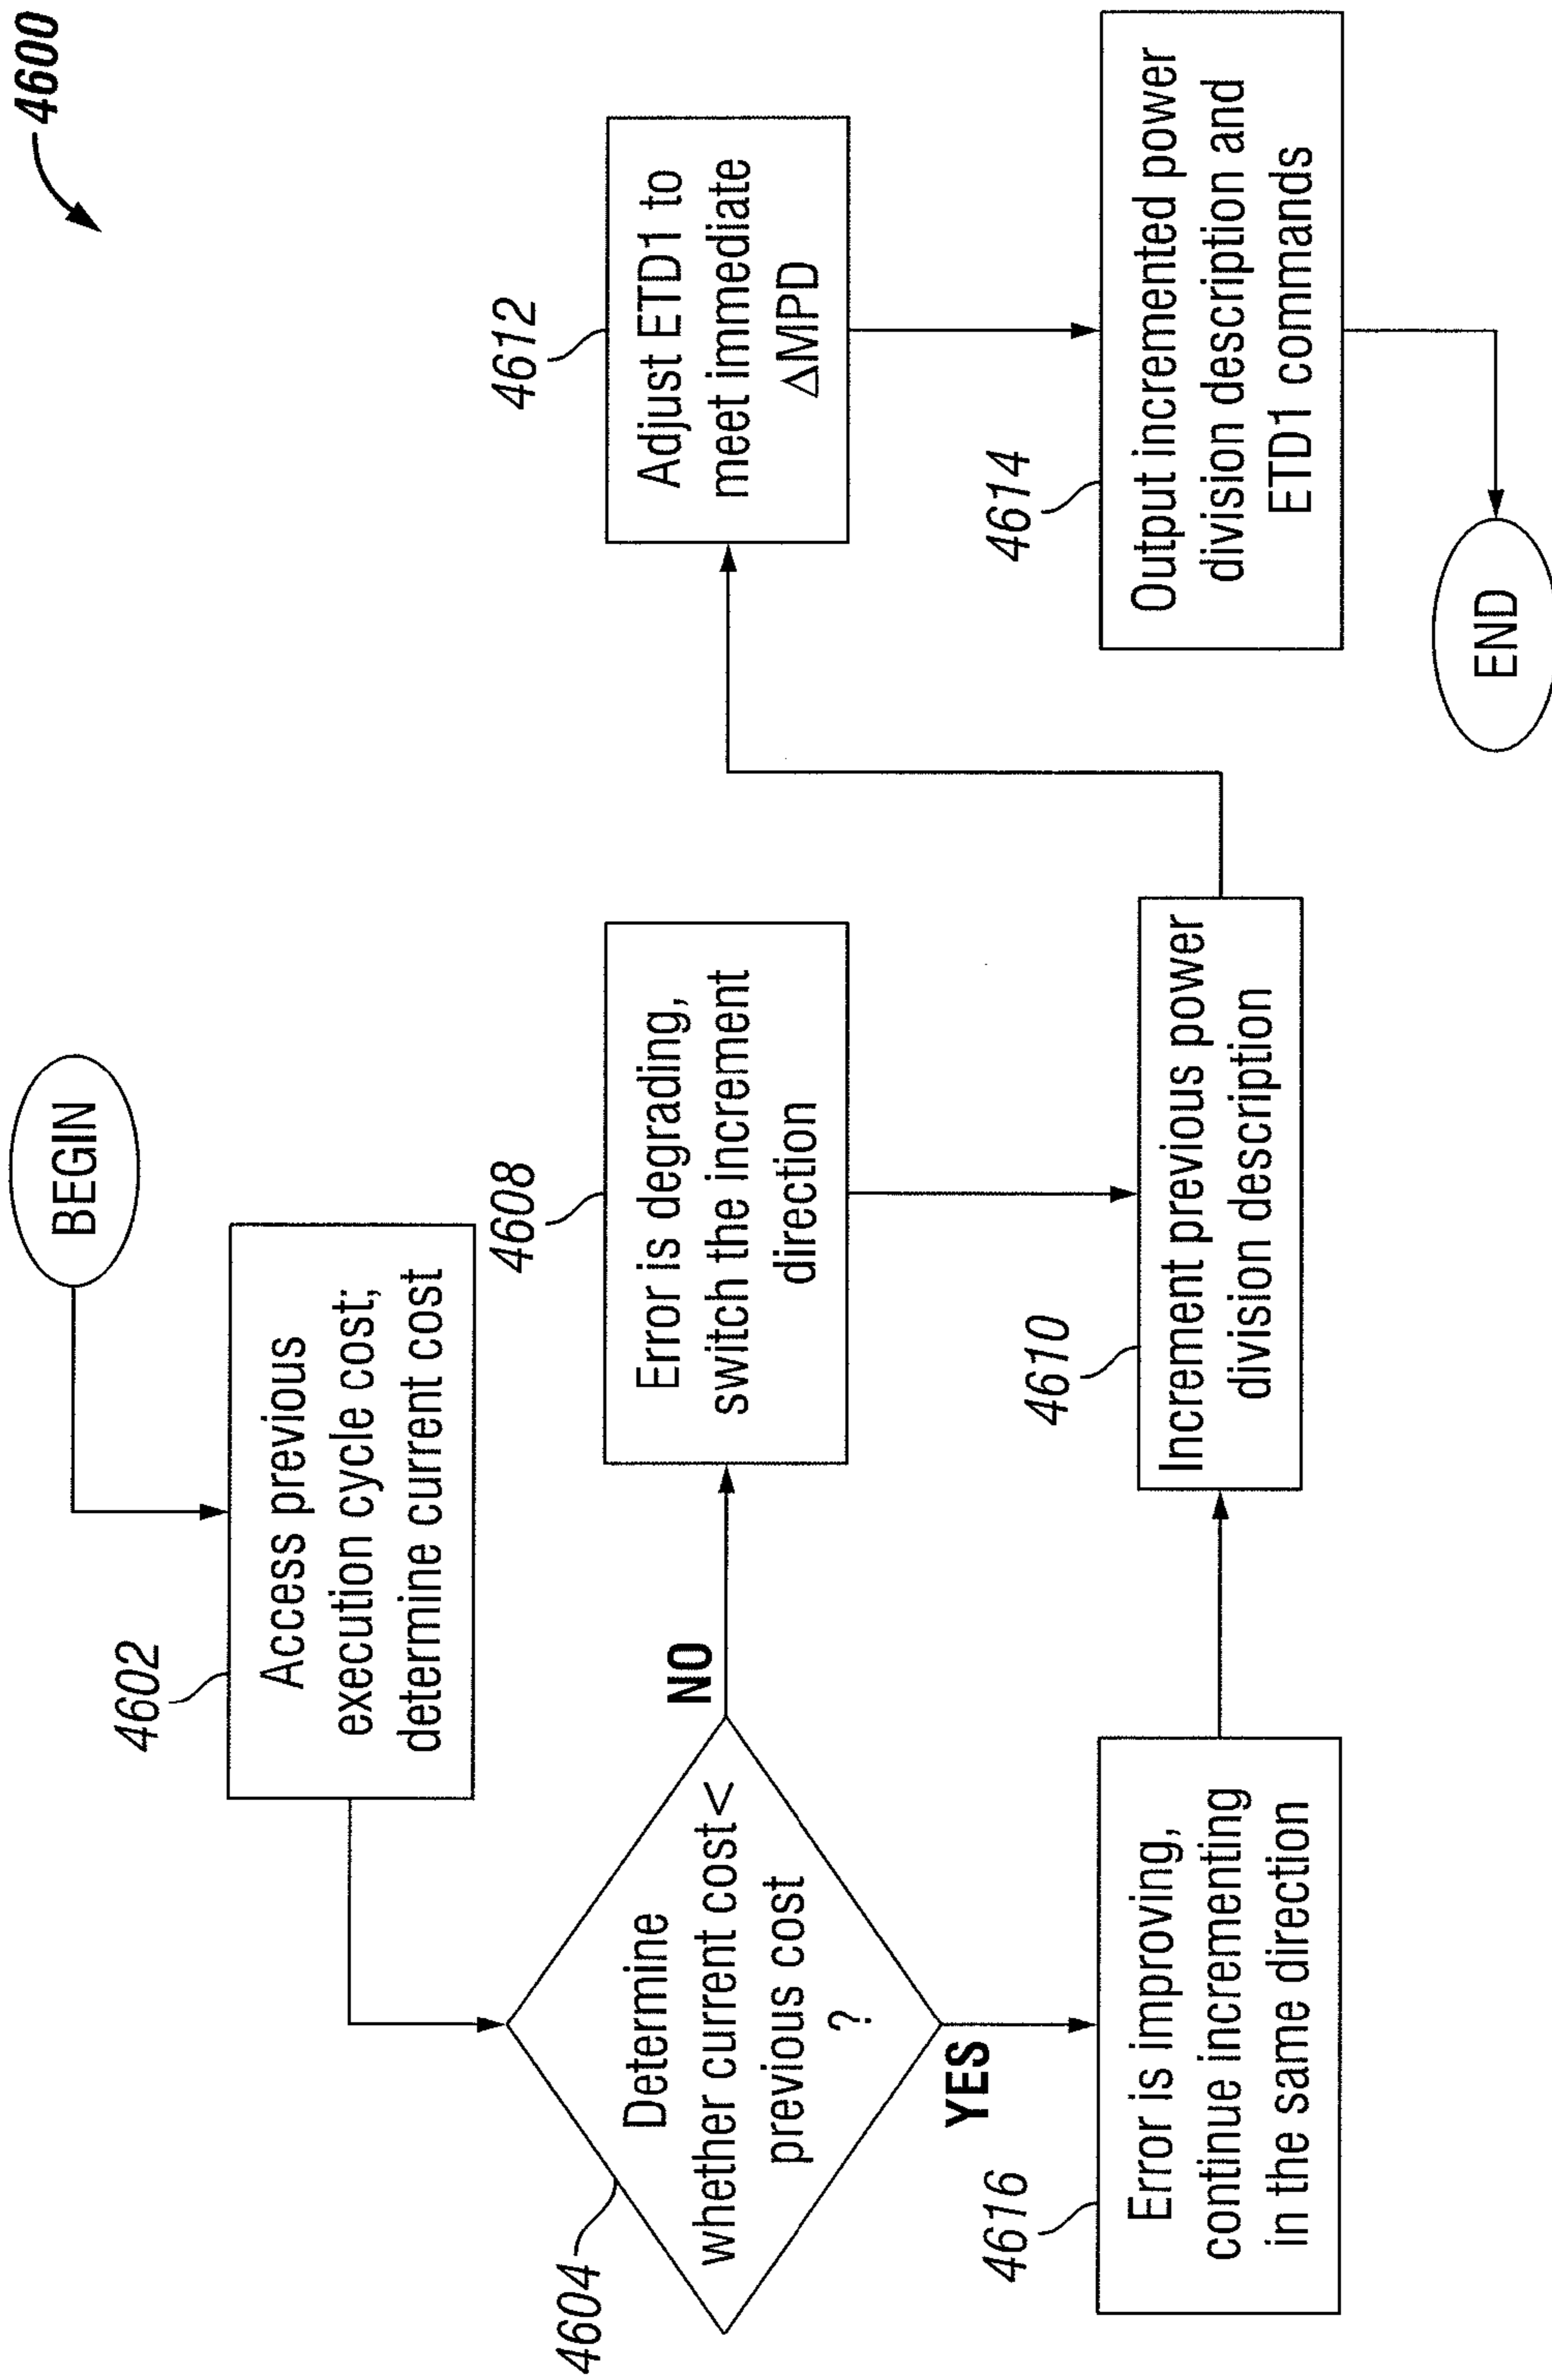 4600
BEGIN
4602
Access previous
execution cycle cost;
determine current cost
4604
Determine
whether current cost<
previous cost
?
NO
YES
4608
Error is degrading,
switch the increment
direction
4616
Error is improving,
continue incrementing
in the same direction
4610
Increment previous power
division description
4612
Adjust ETD1 to
meet immediate
ΔMPD
4614
Output incremented power
division description and
ETD1 commands
END